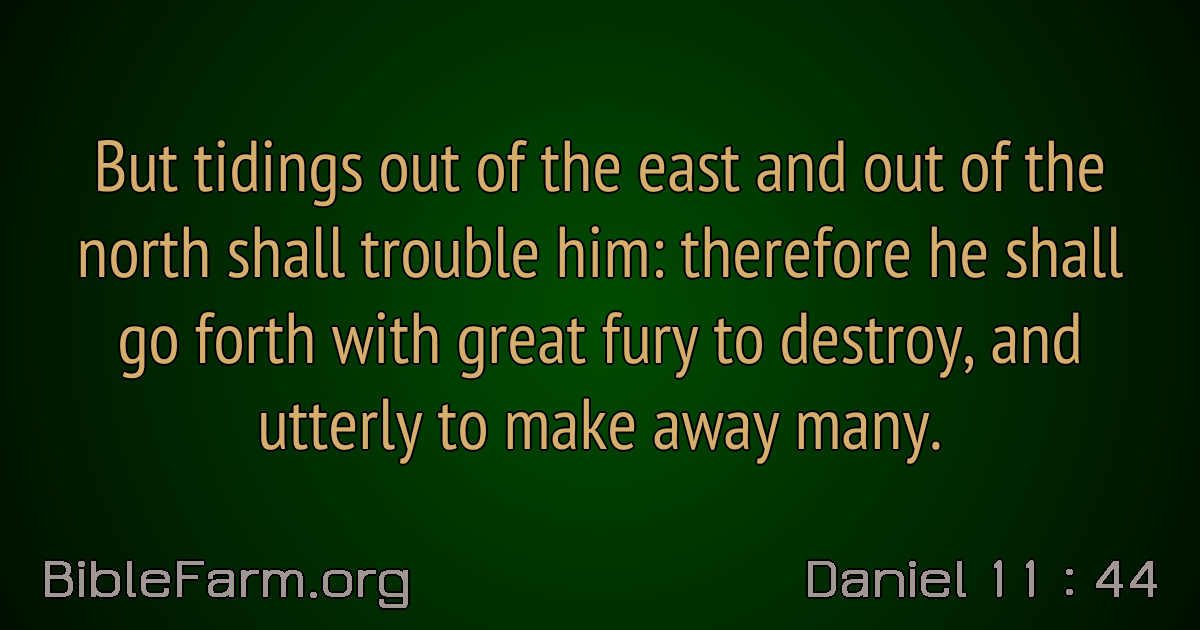 But tidings out of the east and out of the
north shall trouble him: therefore he shall
go forth with great fury to destroy, and
utterly to make away many.
BibleFarm.org
Daniel 11 : 44